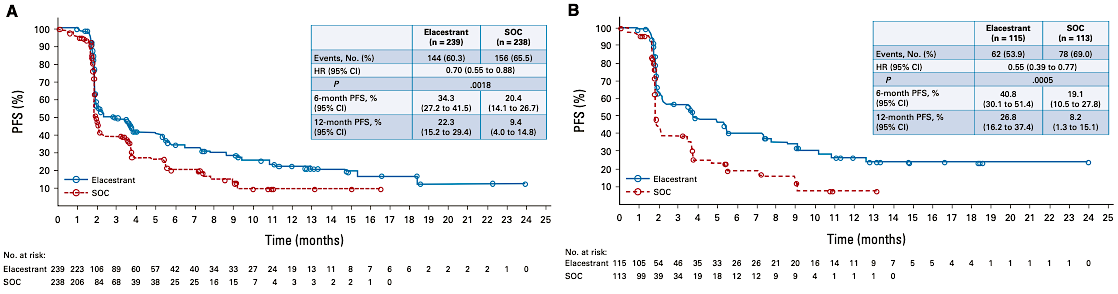 A
PFS (%)
100
90
80
70
60
50
40
30
20
10
Elacestrant (n = 239) SOC (n = 238)
Events, No. (%) 144 (60.3) 156 (65.5)
HR (95% CI) 0.70 (0.55 to 0.88)
P .0018
6-month PFS, % 34.3 20.4
(95% CI) (27.2 to 41.5) (14.1 to 26.7)
12-month PFS, % 22.3 9.4
(95% CI) (15.2 to 29.4) (4.0 to 14.8)
Elacestrant
SOC
0 1 2 3 4 5 6 7 8 9 10 11 12 13 14 15 16 17 18 19 20 21 22 23 24 25
Time (months)
No. at risk:
Elacestrant 239 223 106 89 60 57 42 40 34 33 27 24 19 13 11 8 7 6 6 2 2 2 2 1 0
SOC 238 206 84 68 39 38 25 25 16 15 7 4 3 3 2 2 1 0
B
PFS (%)
100
90
80
70
60
50
40
30
20
10
Elacestrant (n = 115) SOC (n = 113)
Events, No. (%) 62 (53.9) 78 (69.0)
HR (95% CI) 0.55 (0.39 to 0.77)
P .0005
6-month PFS, % 40.8 19.1
(95% CI) (30.1 to 51.4) (10.5 to 27.8)
12-month PFS, % 26.8 8.2
(95% CI) (16.2 to 37.4) (1.3 to 15.1)
Elacestrant
SOC
0 1 2 3 4 5 6 7 8 9 10 11 12 13 14 15 16 17 18 19 20 21 22 23 24 25
Time (months)
No. at risk:
Elacestrant 115 105 54 46 35 33 26 26 21 20 16 14 11 9 7 5 5 4 4 1 1 1 1 1 0
SOC 113 99 39 34 19 18 12 12 9 9 4 1 1 1 0